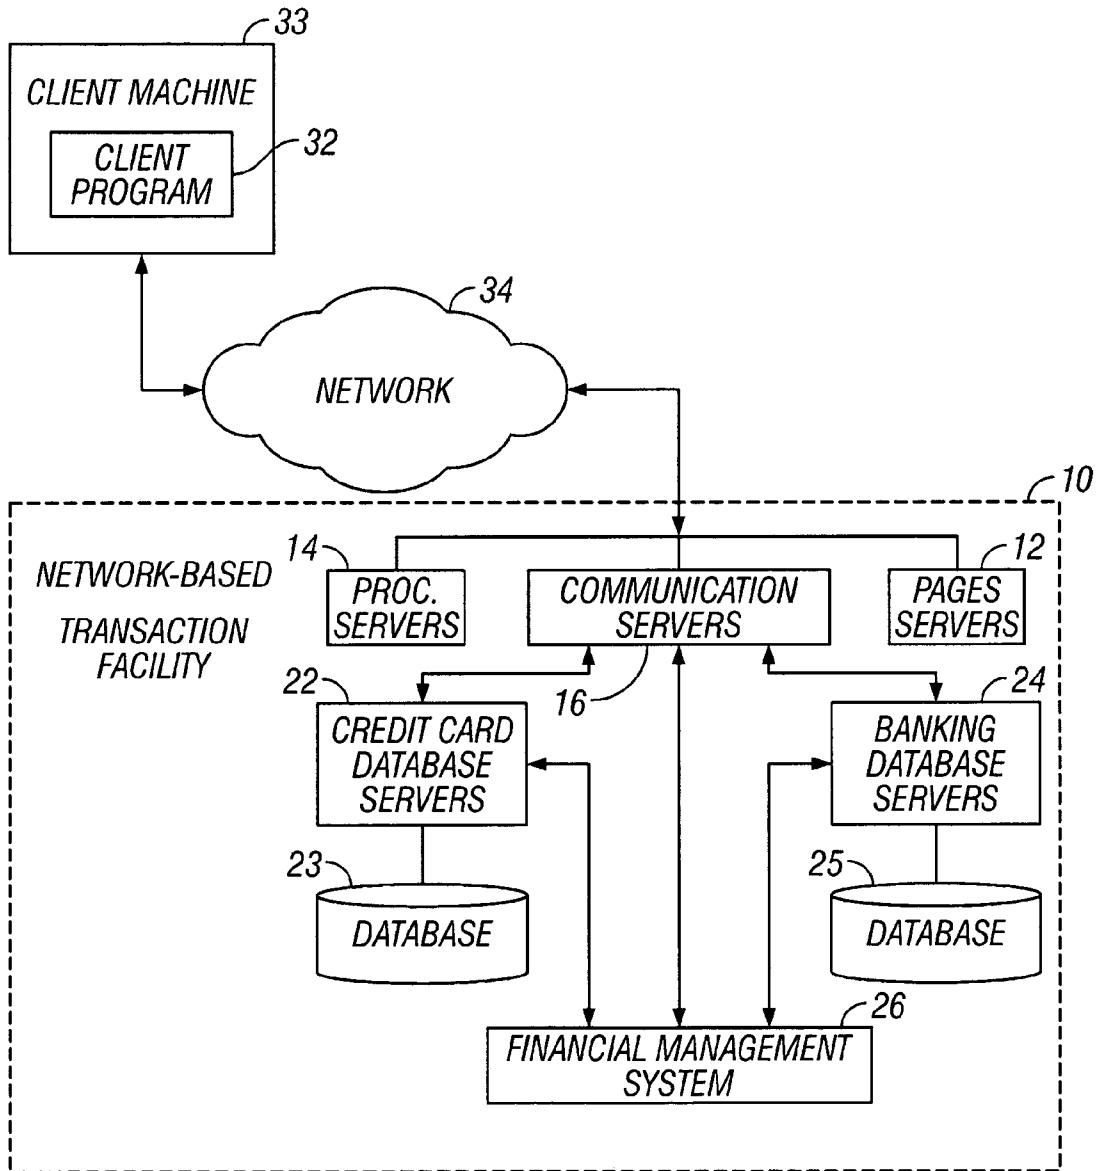 33
CLIENT MACHINE
32
CLIENT
PROGRAM
34
NETWORK
10
NETWORK-BASED
TRANSACTION
FACILITY
14
PROC.
SERVERS
COMMUNICATION
SERVERS
16
12
PAGES
SERVERS
22
CREDIT CARD
DATABASE
SERVERS
24
BANKING
DATABASE
SERVERS
23
DATABASE
25
DATABASE
26
FINANCIAL MANAGEMENT
SYSTEM